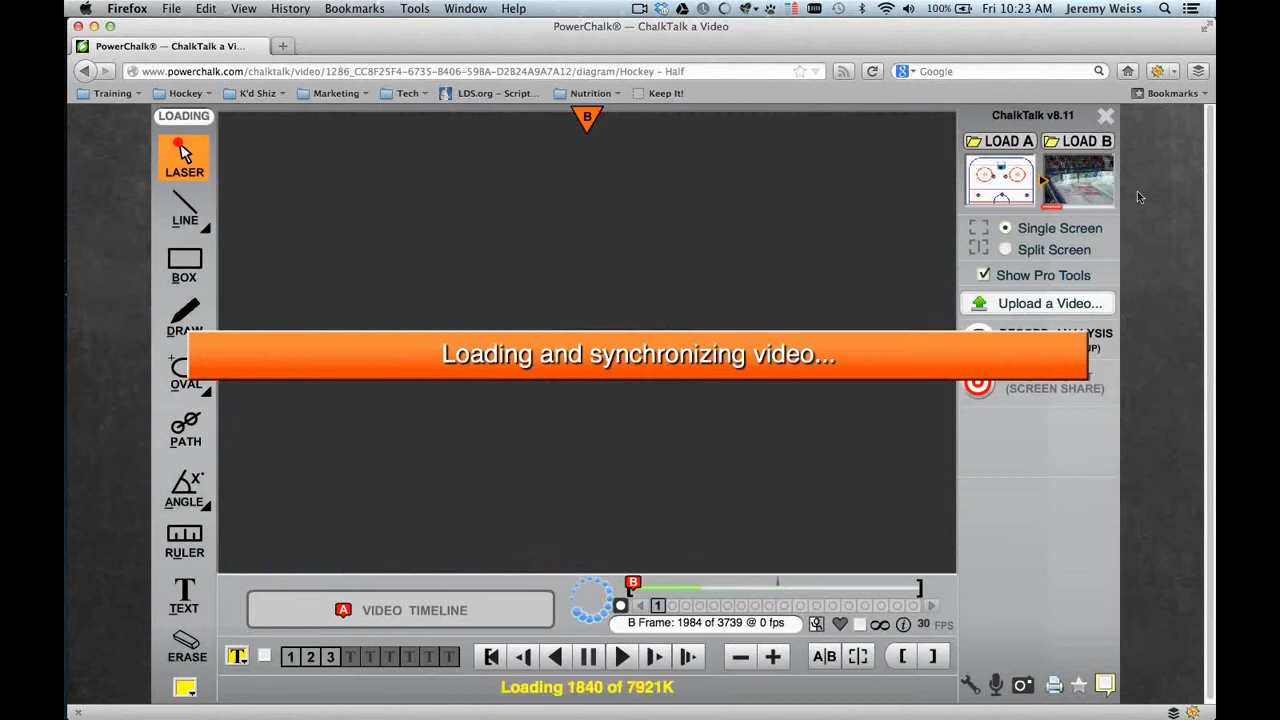 Firefox File Edit View History Bookmarks Tools Window Help 100% Fri 10:23 AM Jeremy Weiss
PowerChalk® — ChalkTalk a Video
PowerChalk® — ChalkTalk a Vi...
www.powerchalk.com/chalktalk/video/1286_CC8F25F4-6735-B406-598A-D2B24A9A7A12/diagram/Hockey - Half Google
Training Hockey K'd Shiz Marketing Tech LDS.org – Script... Nutrition Keep It! Bookmarks
LOADING B ChalkTalk v8.11
LOAD A LOAD B
LASER
LINE
Single Screen
Split Screen
BOX
Show Pro Tools
Upload a Video...
DRAW
ANALYSIS
Loading and synchronizing video...
OVAL
(SCREEN SHARE)
PATH
ANGLE X°
RULER
TEXT
B
A VIDEO TIMELINE
1
B Frame: 1984 of 3739 @ 0 fps 30 FPS
ERASE
T 1 2 3 T T T T T T A|B [ ]
Loading 1840 of 7921K